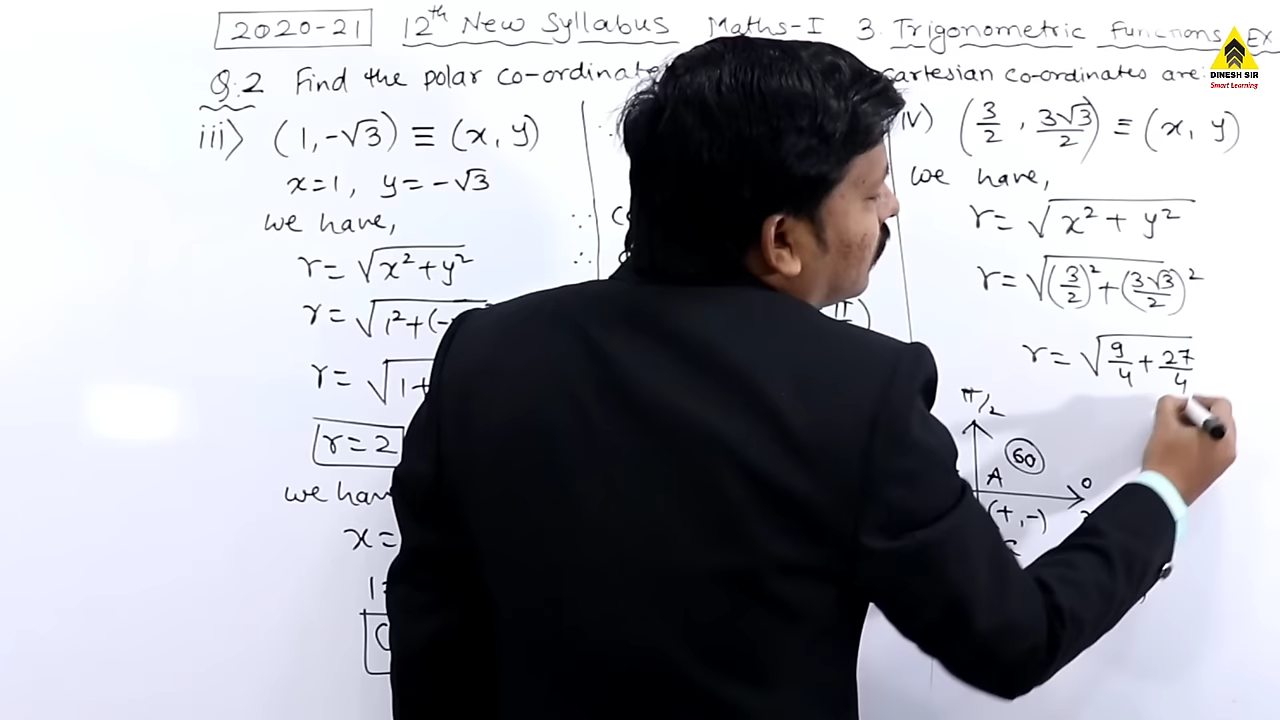 2020-21 12th New Syllabus Maths-I 3. Trigonometric Functions Ex
DINESH SIR
Smart Learning
Q.2 Find the polar co-ordinate cartesian co-ordinates are:
iii) (1, -√3) ≡ (x, y)
x=1, y=-√3
we have,
r = √x² + y²
r = √1² + (-
r = √1 +
r = 2
we hav
x =
1 =
∴
∵ C
∴
π
iv) (3/2, 3√3/2) ≡ (x, y)
we have,
r = √x² + y²
r = √(3/2)² + (3√3/2)²
r = √9/4 + 27/4
π/2
60
A
0
(+, -)